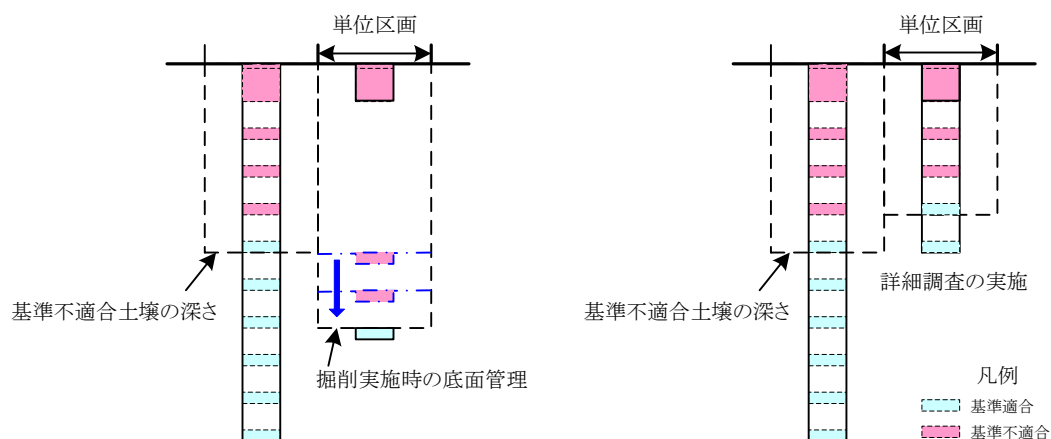 単位区画
基準不適合土壌の深さ
掘削実施時の底面管理
単位区画
基準不適合土壌の深さ
詳細調査の実施
凡例
基準適合
基準不適合